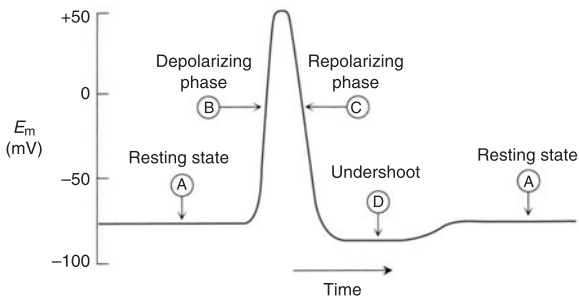 +50
Depolarizing
phase
Repolarizing
phase
0
B
C
Em
(mV)
Resting state
Undershoot
Resting state
−50
A
D
A
−100
Time